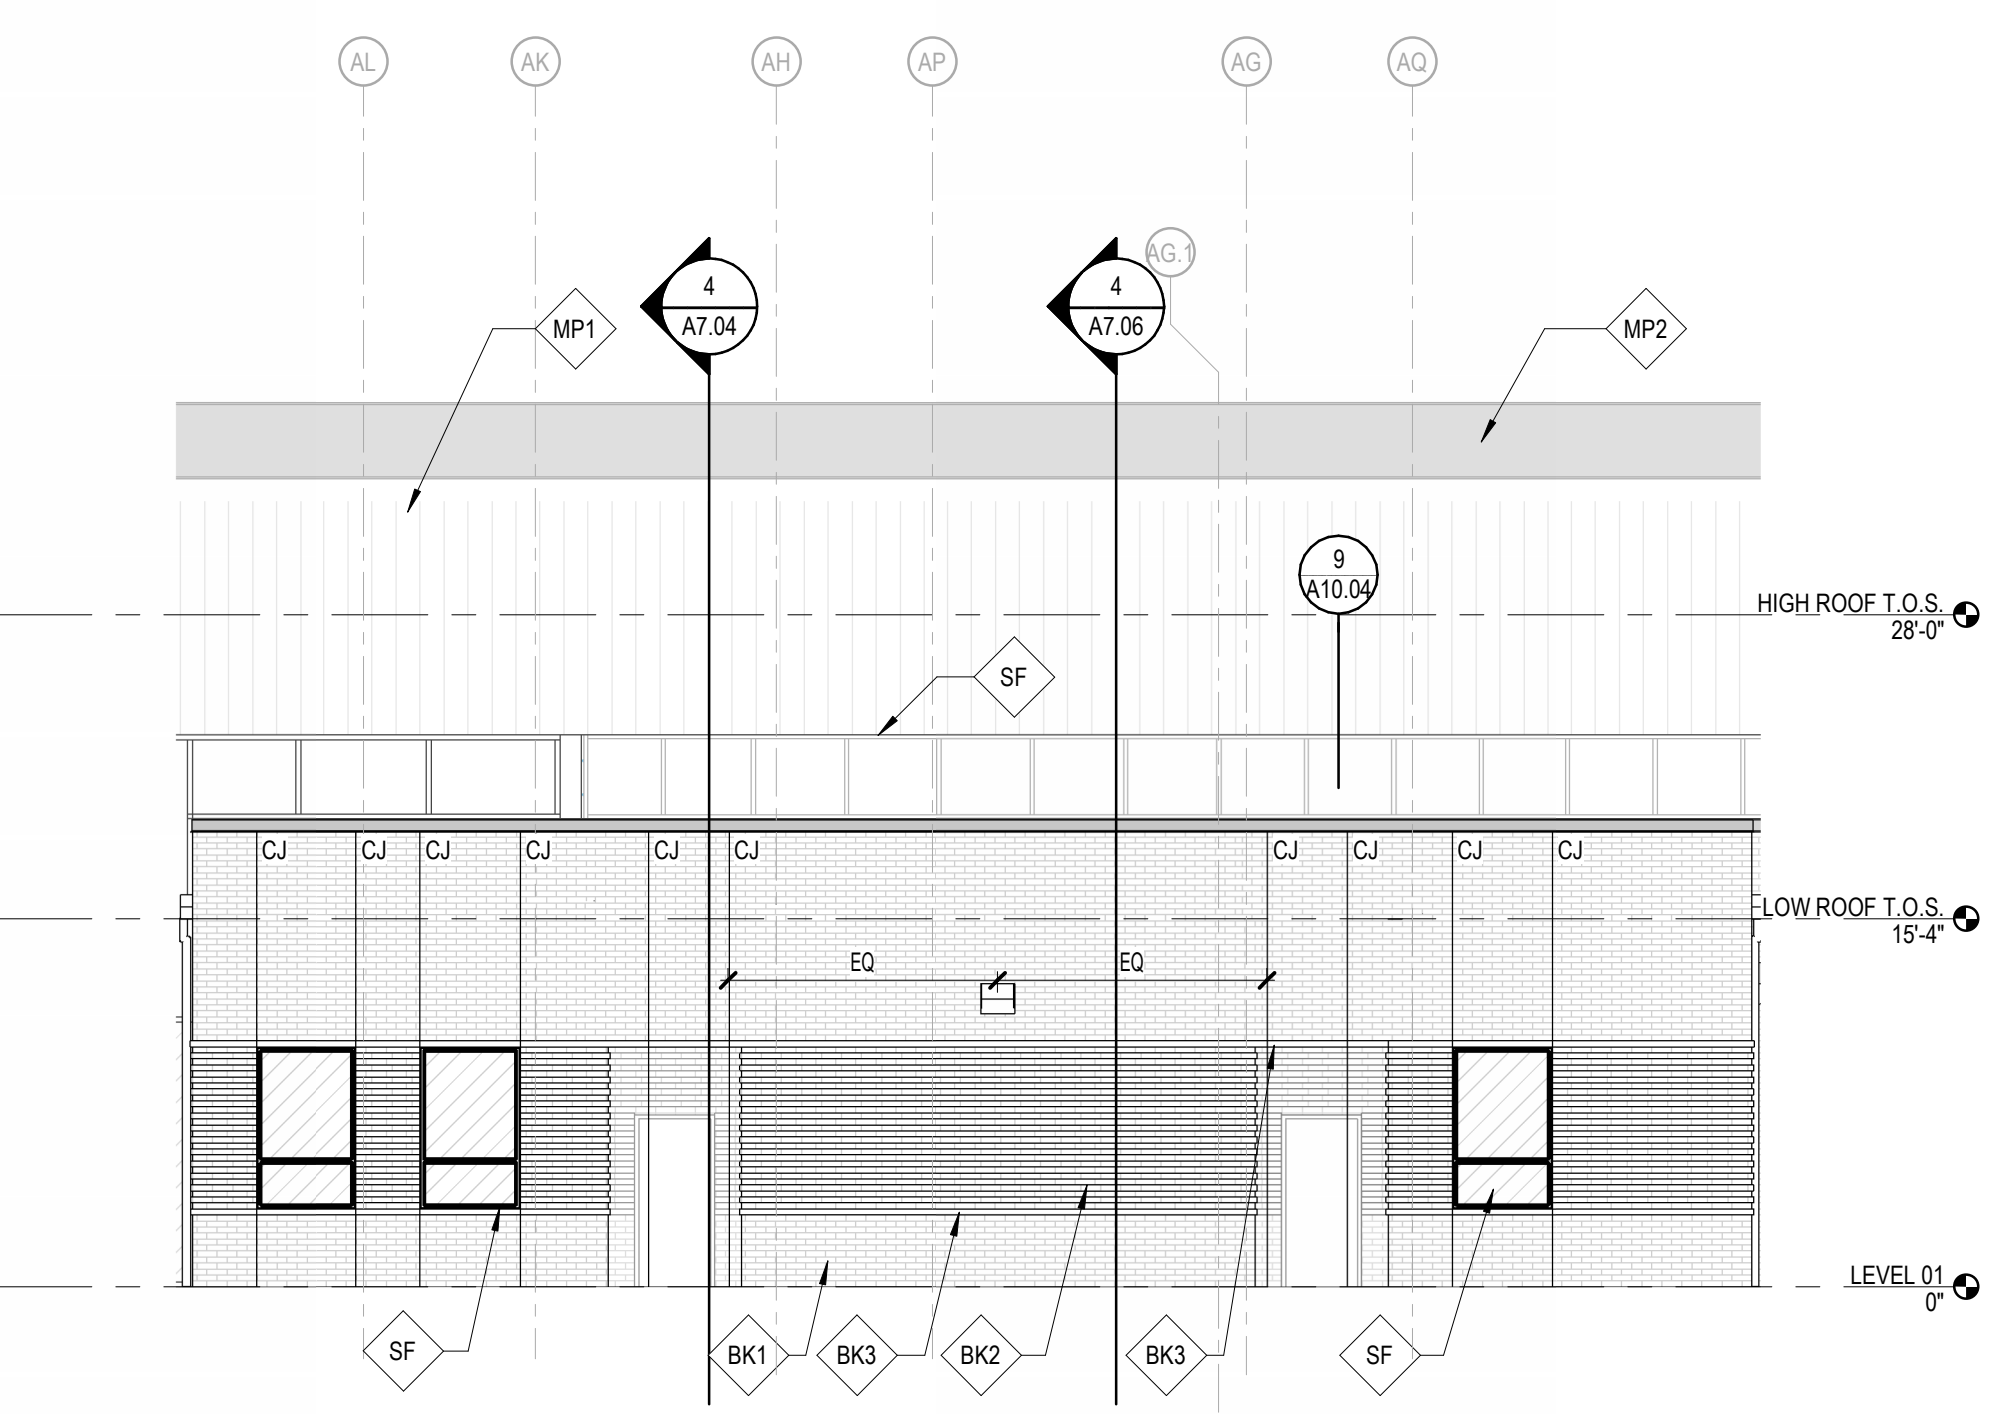 AL
AK
AH
AP
AG
AQ
AG.1
4
A7.04
4
A7.06
MP1
MP2
9
A10.04
HIGH ROOF T.O.S.
28'-0"
SF
CJ
CJ
CJ
CJ
CJ
CJ
CJ
CJ
CJ
CJ
LOW ROOF T.O.S.
15'-4"
EQ
EQ
LEVEL 01
0"
SF
BK1
BK3
BK2
BK3
SF